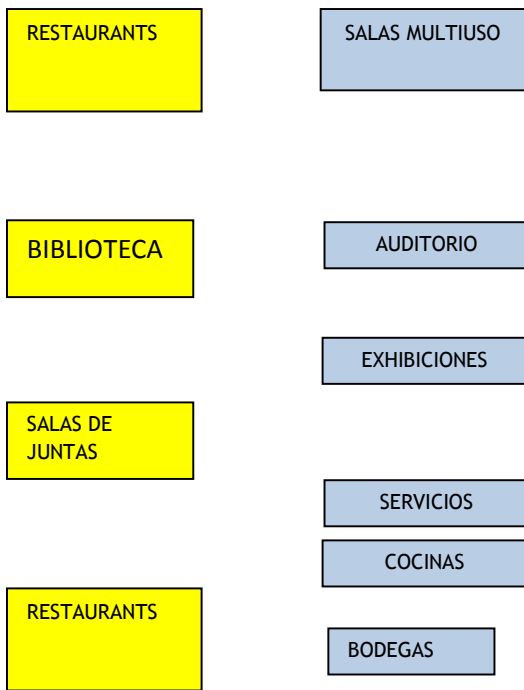 RESTAURANTS
SALAS MULTIUSO
BIBLIOTECA
AUDITORIO
EXHIBICIONES
SALAS DE
JUNTAS
SERVICIOS
COCINAS
RESTAURANTS
BODEGAS